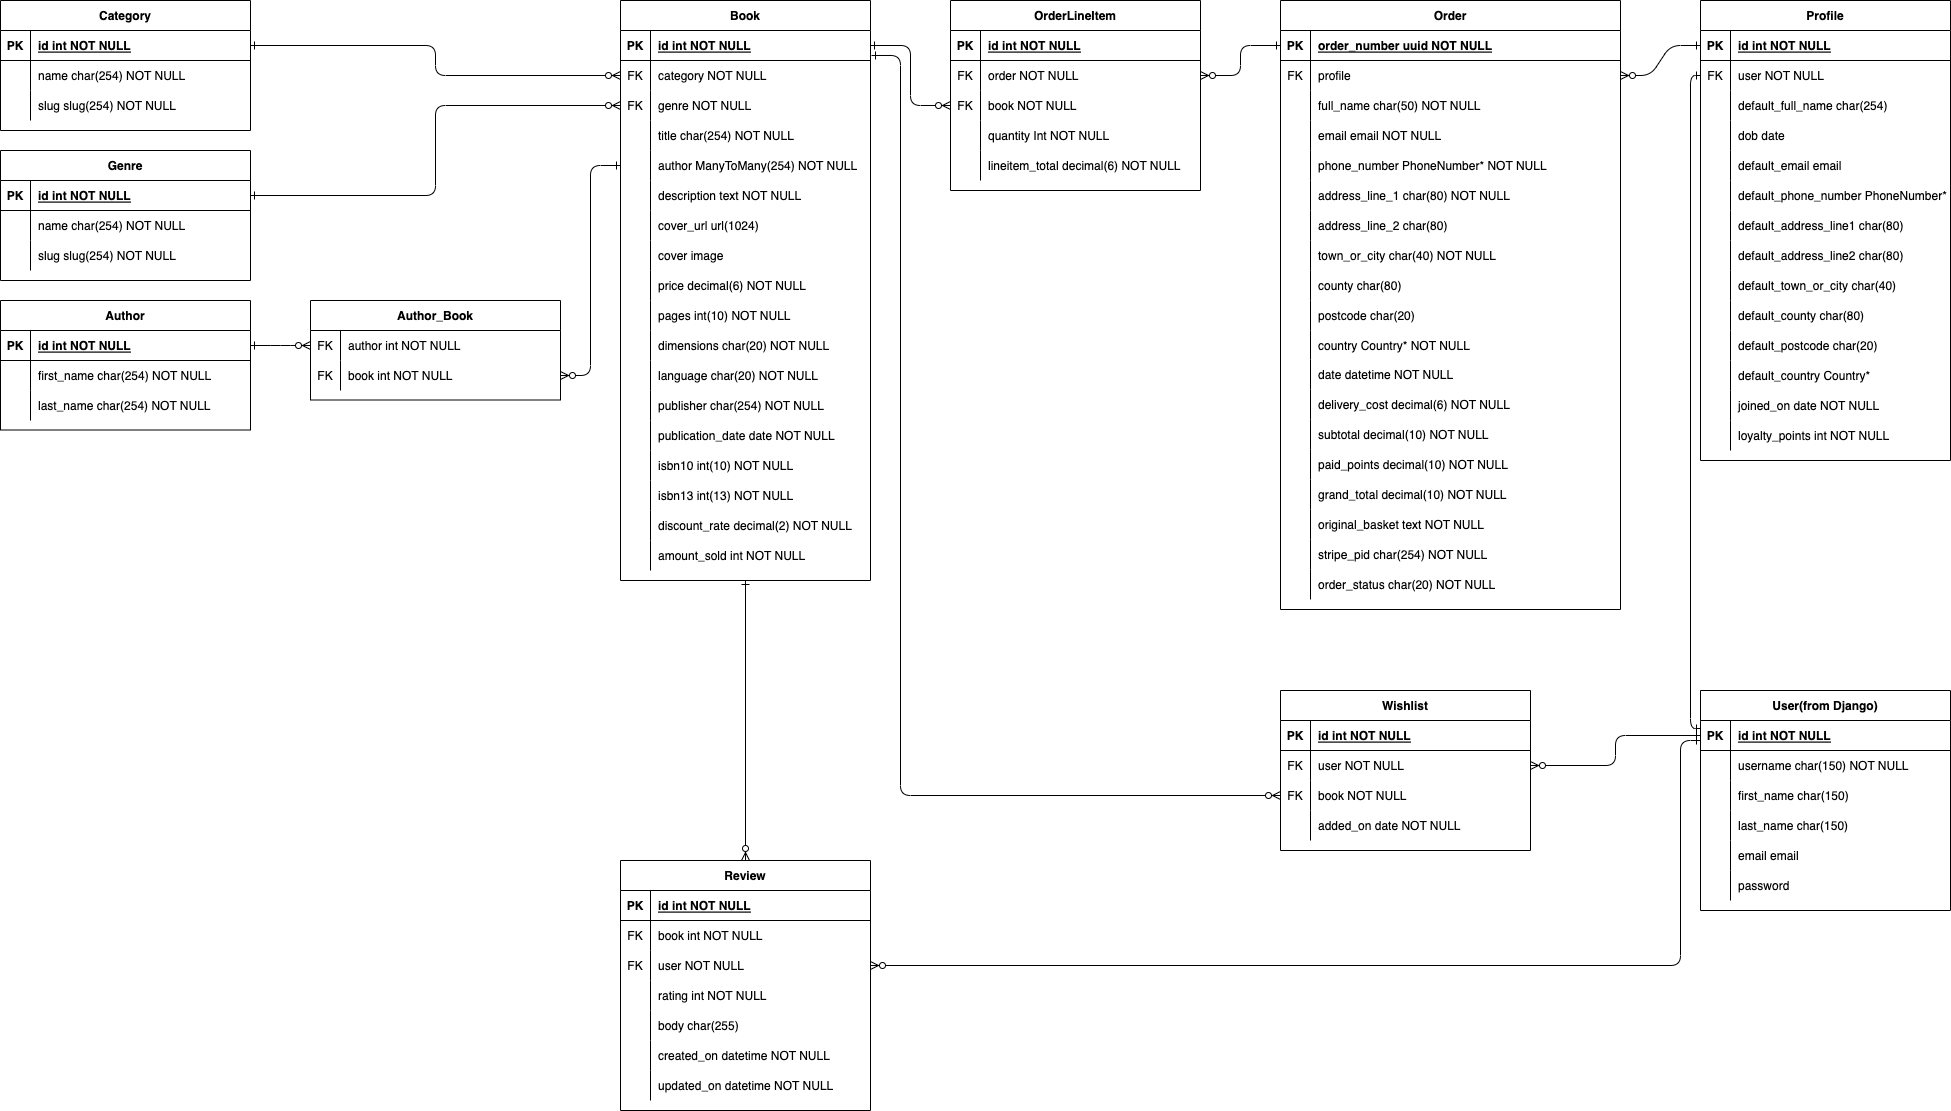 Category
PK id int NOT NULL
name char(254) NOT NULL
slug slug(254) NOT NULL
Genre
PK id int NOT NULL
name char(254) NOT NULL
slug slug(254) NOT NULL
Author
PK id int NOT NULL
first_name char(254) NOT NULL
last_name char(254) NOT NULL
Author_Book
FK author int NOT NULL
FK book int NOT NULL
Book
PK id int NOT NULL
FK category NOT NULL
FK genre NOT NULL
title char(254) NOT NULL
author ManyToMany(254) NOT NULL
description text NOT NULL
cover_url url(1024)
cover image
price decimal(6) NOT NULL
pages int(10) NOT NULL
dimensions char(20) NOT NULL
language char(20) NOT NULL
publisher char(254) NOT NULL
publication_date date NOT NULL
isbn10 int(10) NOT NULL
isbn13 int(13) NOT NULL
discount_rate decimal(2) NOT NULL
amount_sold int NOT NULL
OrderLineItem
PK id int NOT NULL
FK order NOT NULL
FK book NOT NULL
quantity Int NOT NULL
lineitem_total decimal(6) NOT NULL
Order
PK order_number uuid NOT NULL
FK profile
full_name char(50) NOT NULL
email email NOT NULL
phone_number PhoneNumber* NOT NULL
address_line_1 char(80) NOT NULL
address_line_2 char(80)
town_or_city char(40) NOT NULL
county char(80)
postcode char(20)
country Country* NOT NULL
date datetime NOT NULL
delivery_cost decimal(6) NOT NULL
subtotal decimal(10) NOT NULL
paid_points decimal(10) NOT NULL
grand_total decimal(10) NOT NULL
original_basket text NOT NULL
stripe_pid char(254) NOT NULL
order_status char(20) NOT NULL
Profile
PK id int NOT NULL
FK user NOT NULL
default_full_name char(254)
dob date
default_email email
default_phone_number PhoneNumber*
default_address_line1 char(80)
default_address_line2 char(80)
default_town_or_city char(40)
default_county char(80)
default_postcode char(20)
default_country Country*
joined_on date NOT NULL
loyalty_points int NOT NULL
Wishlist
PK id int NOT NULL
FK user NOT NULL
FK book NOT NULL
added_on date NOT NULL
User(from Django)
PK id int NOT NULL
username char(150) NOT NULL
first_name char(150)
last_name char(150)
email email
password
Review
PK id int NOT NULL
FK book int NOT NULL
FK user NOT NULL
rating int NOT NULL
body char(255)
created_on datetime NOT NULL
updated_on datetime NOT NULL